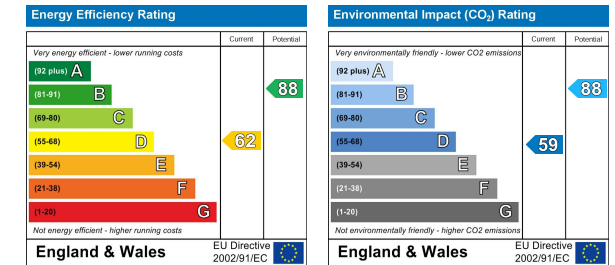 Energy Efficiency Rating
Current Potential
Very energy efficient - lower running costs
(92 plus) A
(81-91) B
88
(69-80) C
(55-68) D
62
(39-54) E
(21-38) F
(1-20) G
Not energy efficient - higher running costs
England & Wales
EU Directive
2002/91/EC
Environmental Impact (CO₂) Rating
Current Potential
Very environmentally friendly - lower CO2 emissions
(92 plus) A
(81-91) B
88
(69-80) C
(55-68) D
59
(39-54) E
(21-38) F
(1-20) G
Not environmentally friendly - higher CO2 emissions
England & Wales
EU Directive
2002/91/EC